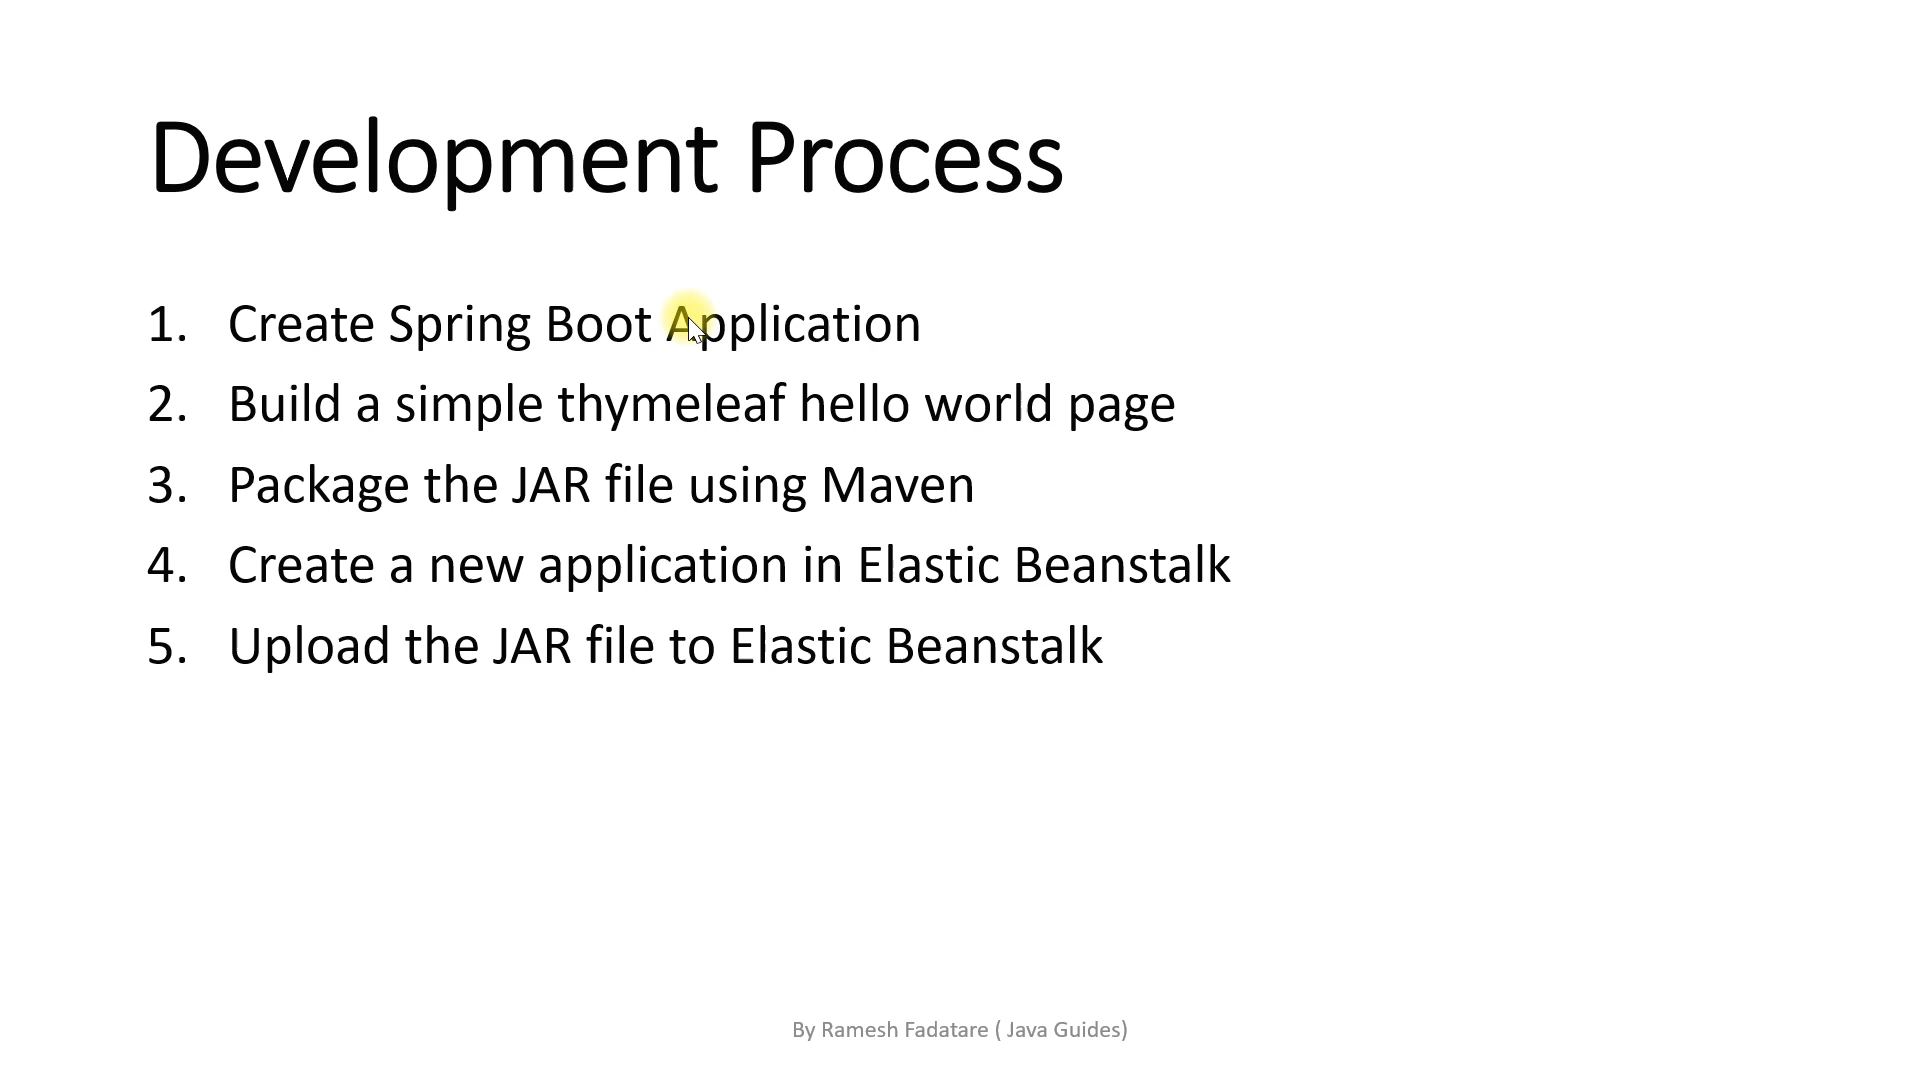 Development Process
1. Create Spring Boot Application
2. Build a simple thymeleaf hello world page
3. Package the JAR file using Maven
4. Create a new application in Elastic Beanstalk
5. Upload the JAR file to Elastic Beanstalk
By Ramesh Fadatare ( Java Guides)